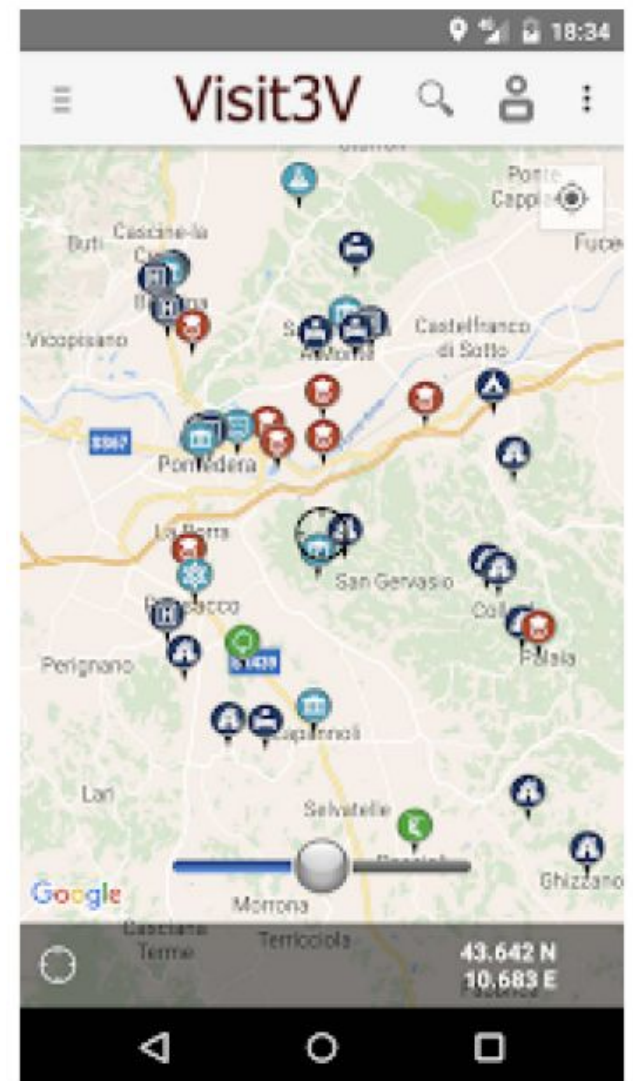 4G 18:34
Visit3V
Ponte
Buti
Cascine-la
Fuce
Vicopisano
Castelfranco
di Sotto
SS67
Pontedera
La Borra
San Gervasio
Perignano
Palaia
Capannoli
Lari
Selvatelle
Ghizzano
Google
Morrona
Casciana
Terme
Terricciola
43.642 N
10.683 E